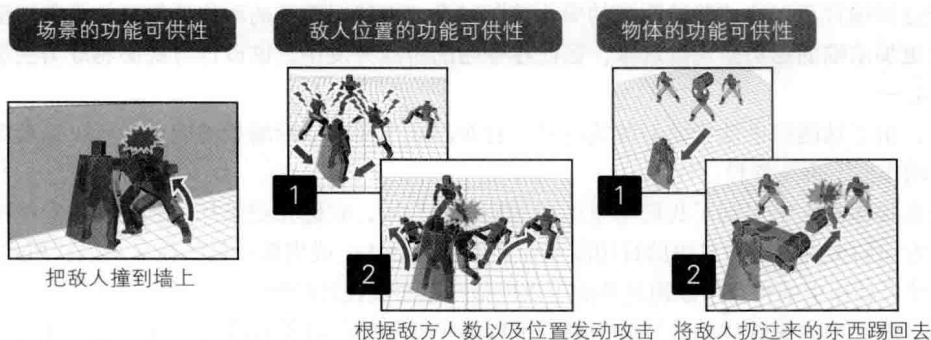 场景的功能可供性
敌人位置的功能可供性
物体的功能可供性
1
2
1
2
把敌人撞到墙上
根据敌方人数以及位置发动攻击
将敌人扔过来的东西踢回去